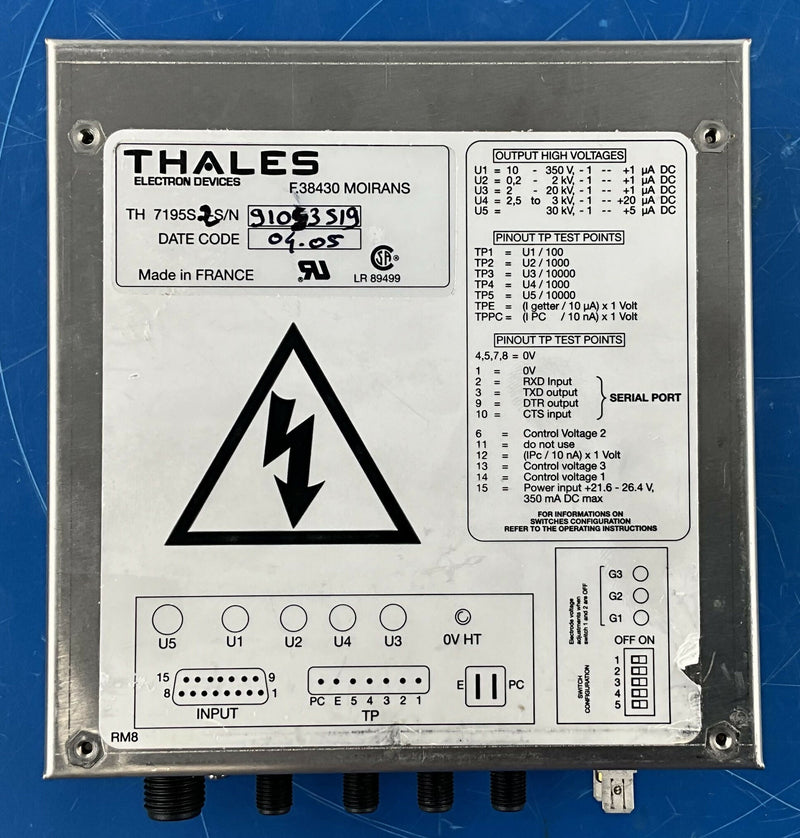 THALES
ELECTRON DEVICES
F.38430 MOIRANS
TH 7195S2 S/N 91053519
DATE CODE 04.05
Made in FRANCE
LR 89499
OUTPUT HIGH VOLTAGES
U1 = 10 - 350 V, - 1 -- +1 µA DC
U2 = 0,2 - 2 kV, - 1 -- +1 µA DC
U3 = 2 - 20 kV, - 1 -- +1 µA DC
U4 = 2,5 to 3 kV, - 1 -- +20 µA DC
U5 = 30 kV, - 1 -- +5 µA DC
PINOUT TP TEST POINTS
TP1 = U1 / 100
TP2 = U2 / 1000
TP3 = U3 / 10000
TP4 = U4 / 1000
TP5 = U5 / 10000
TPE = (I getter / 10 µA) x 1 Volt
TPPC = (I PC / 10 nA) x 1 Volt
PINOUT TP TEST POINTS
4,5,7,8 = 0V
1 = 0V
2 = RXD Input
3 = TXD output
9 = DTR output
10 = CTS input
SERIAL PORT
6 = Control Voltage 2
11 = do not use
12 = (IPc / 10 nA) x 1 Volt
13 = Control voltage 3
14 = Control voltage 1
15 = Power input +21.6 - 26.4 V,
350 mA DC max
FOR INFORMATIONS ON
SWITCHES CONFIGURATION
REFER TO THE OPERATING INSTRUCTIONS
U5 U1 U2 U4 U3 0V HT
15 9
8 1
INPUT
PC E 5 4 3 2 1
TP
E PC
RM8
Electrode voltage
adjustments when
switch 1 and 2 are OFF
G3
G2
G1
OFF ON
SWITCH
CONFIGURATION
1
2
3
4
5